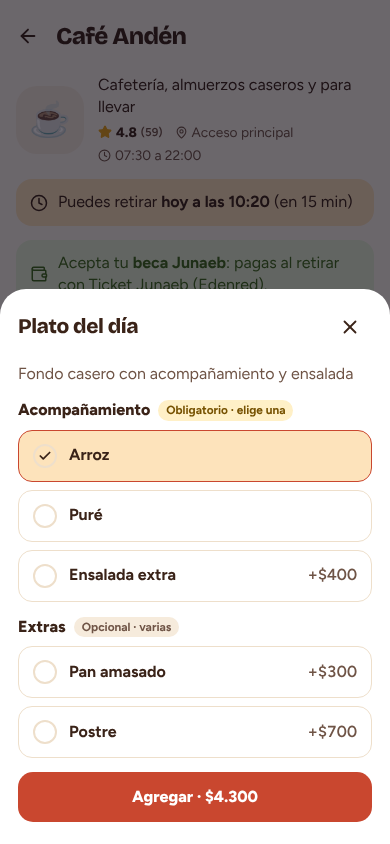 Café Andén
Cafetería, almuerzos caseros y para
llevar
4.8 (59) Acceso principal
07:30 a 22:00
Puedes retirar hoy a las 10:20 (en 15 min)
Acepta tu beca Junaeb: pagas al retirar
con Ticket Junaeb (Edenred).
Plato del día
Fondo casero con acompañamiento y ensalada
Acompañamiento Obligatorio · elige una
Arroz
Puré
Ensalada extra +$400
Extras Opcional · varias
Pan amasado +$300
Postre +$700
Agregar · $4.300